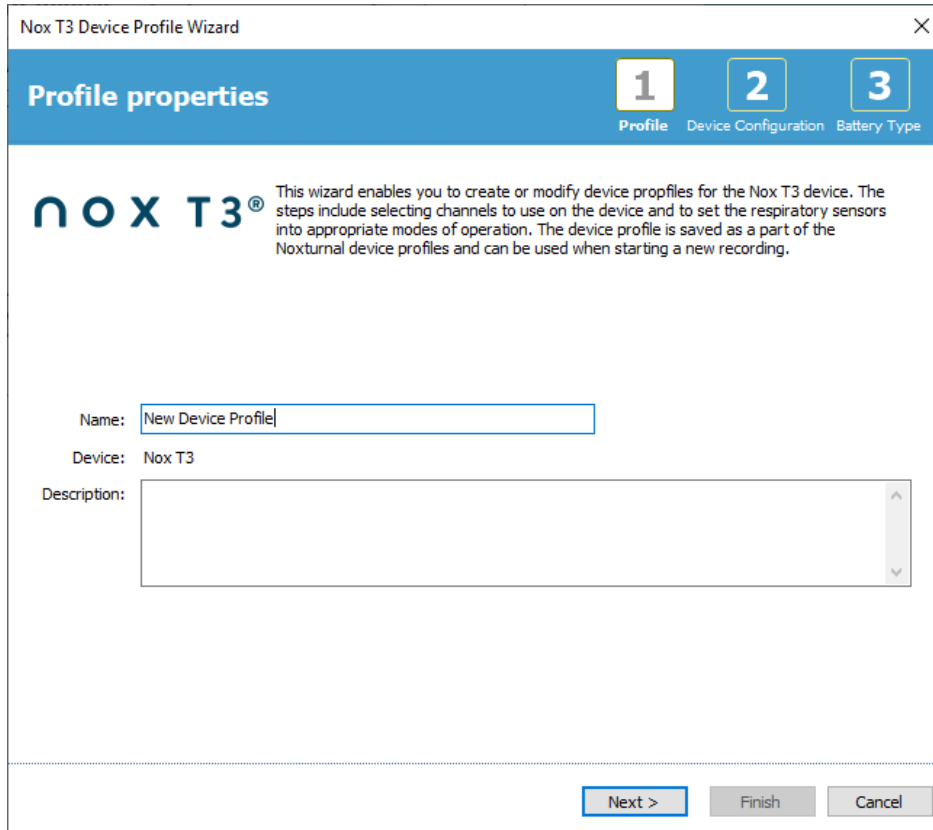 Nox T3 Device Profile Wizard
Profile properties
1
Profile
2
Device Configuration
3
Battery Type
nox T3®
This wizard enables you to create or modify device propfiles for the Nox T3 device. The
steps include selecting channels to use on the device and to set the respiratory sensors
into appropriate modes of operation. The device profile is saved as a part of the
Noxturnal device profiles and can be used when starting a new recording.
Name: New Device Profile
Device: Nox T3
Description:
Next > Finish Cancel